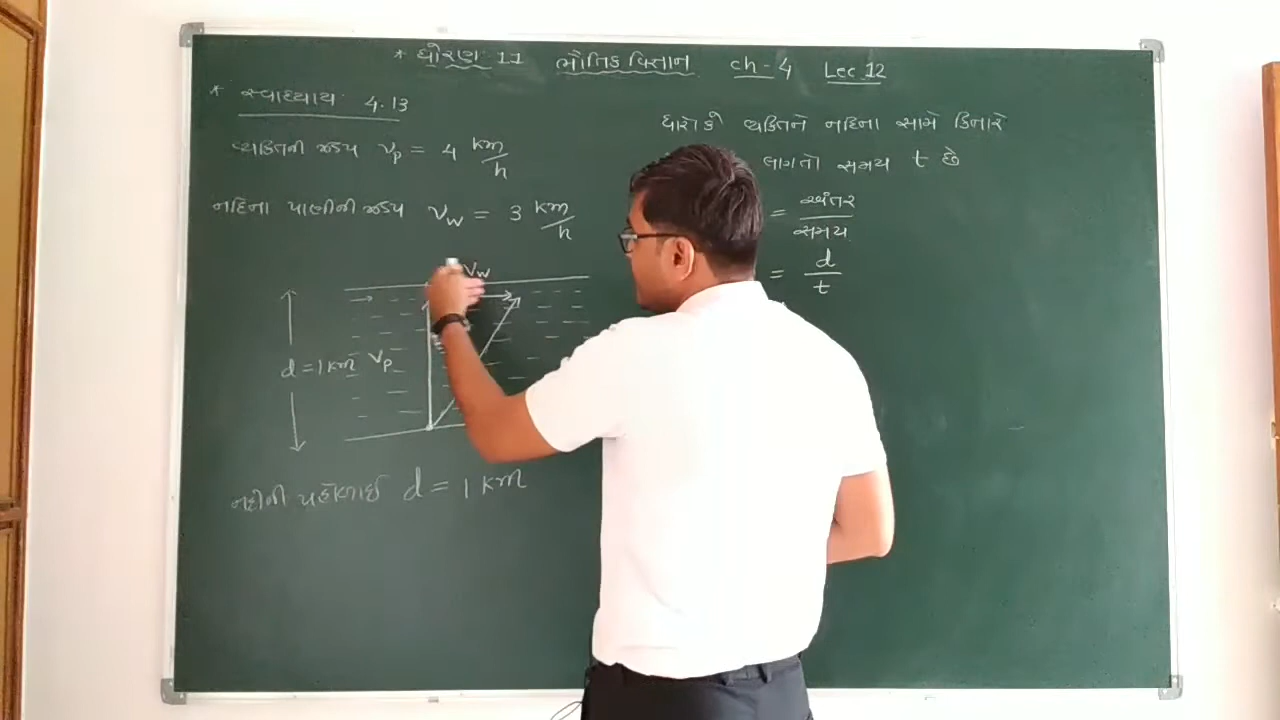 * ધોરણ 11 ભૌતિક વિજ્ઞાન ch-4 Lec 12
* સ્વાધ્યાય 4.13
વ્યક્તિની ઝડપ vp = 4 km/h
નદિના પાણીની ઝડપ vw = 3 km/h
vw
d = 1 km vp
નદીની પહોળાઈ d = 1 km
ધારો કે વ્યક્તિને નદિના સામે કિનારે
લાગતો સમય t છે
= અંતર/સમય
= d/t